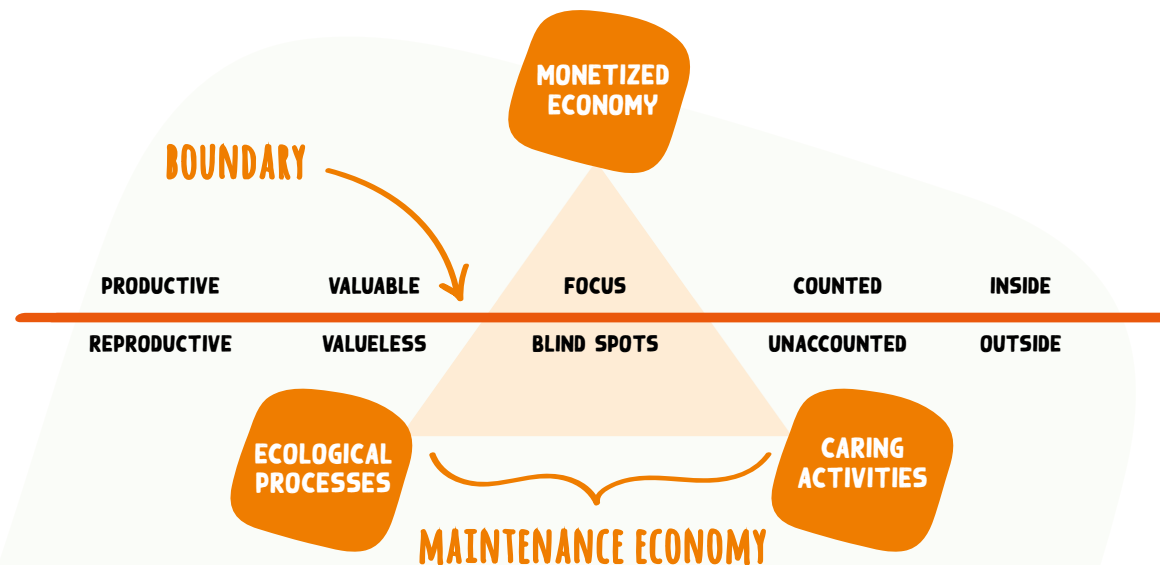 MONETIZED
ECONOMY
BOUNDARY
PRODUCTIVE VALUABLE FOCUS COUNTED INSIDE
REPRODUCTIVE VALUELESS BLIND SPOTS UNACCOUNTED OUTSIDE
ECOLOGICAL
PROCESSES
CARING
ACTIVITIES
MAINTENANCE ECONOMY